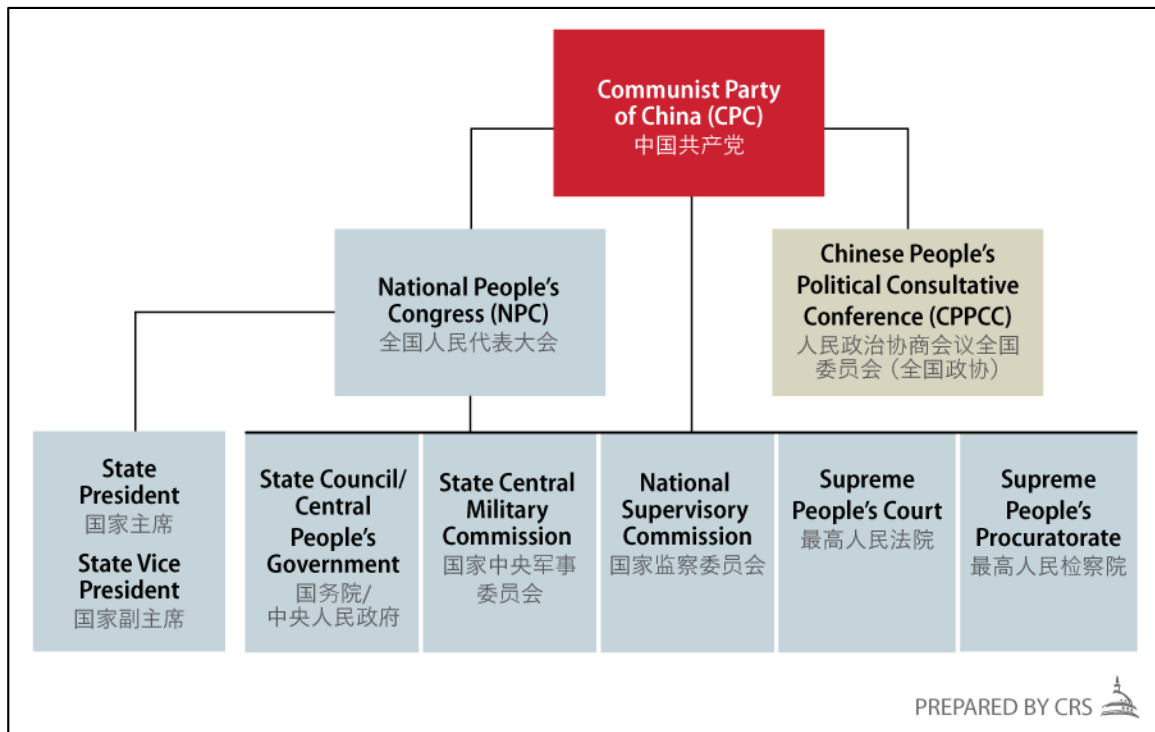 Communist Party
of China (CPC)
中国共产党
National People's
Congress (NPC)
全国人民代表大会
Chinese People's
Political Consultative
Conference (CPPCC)
人民政治协商会议全国
委员会 (全国政协)
State
President
国家主席
State Vice
President
国家副主席
State Council/
Central
People's
Government
国务院/
中央人民政府
State Central
Military
Commission
国家中央军事
委员会
National
Supervisory
Commission
国家监察委员会
Supreme
People's Court
最高人民法院
Supreme
People's
Procuratorate
最高人民检察院
PREPARED BY CRS